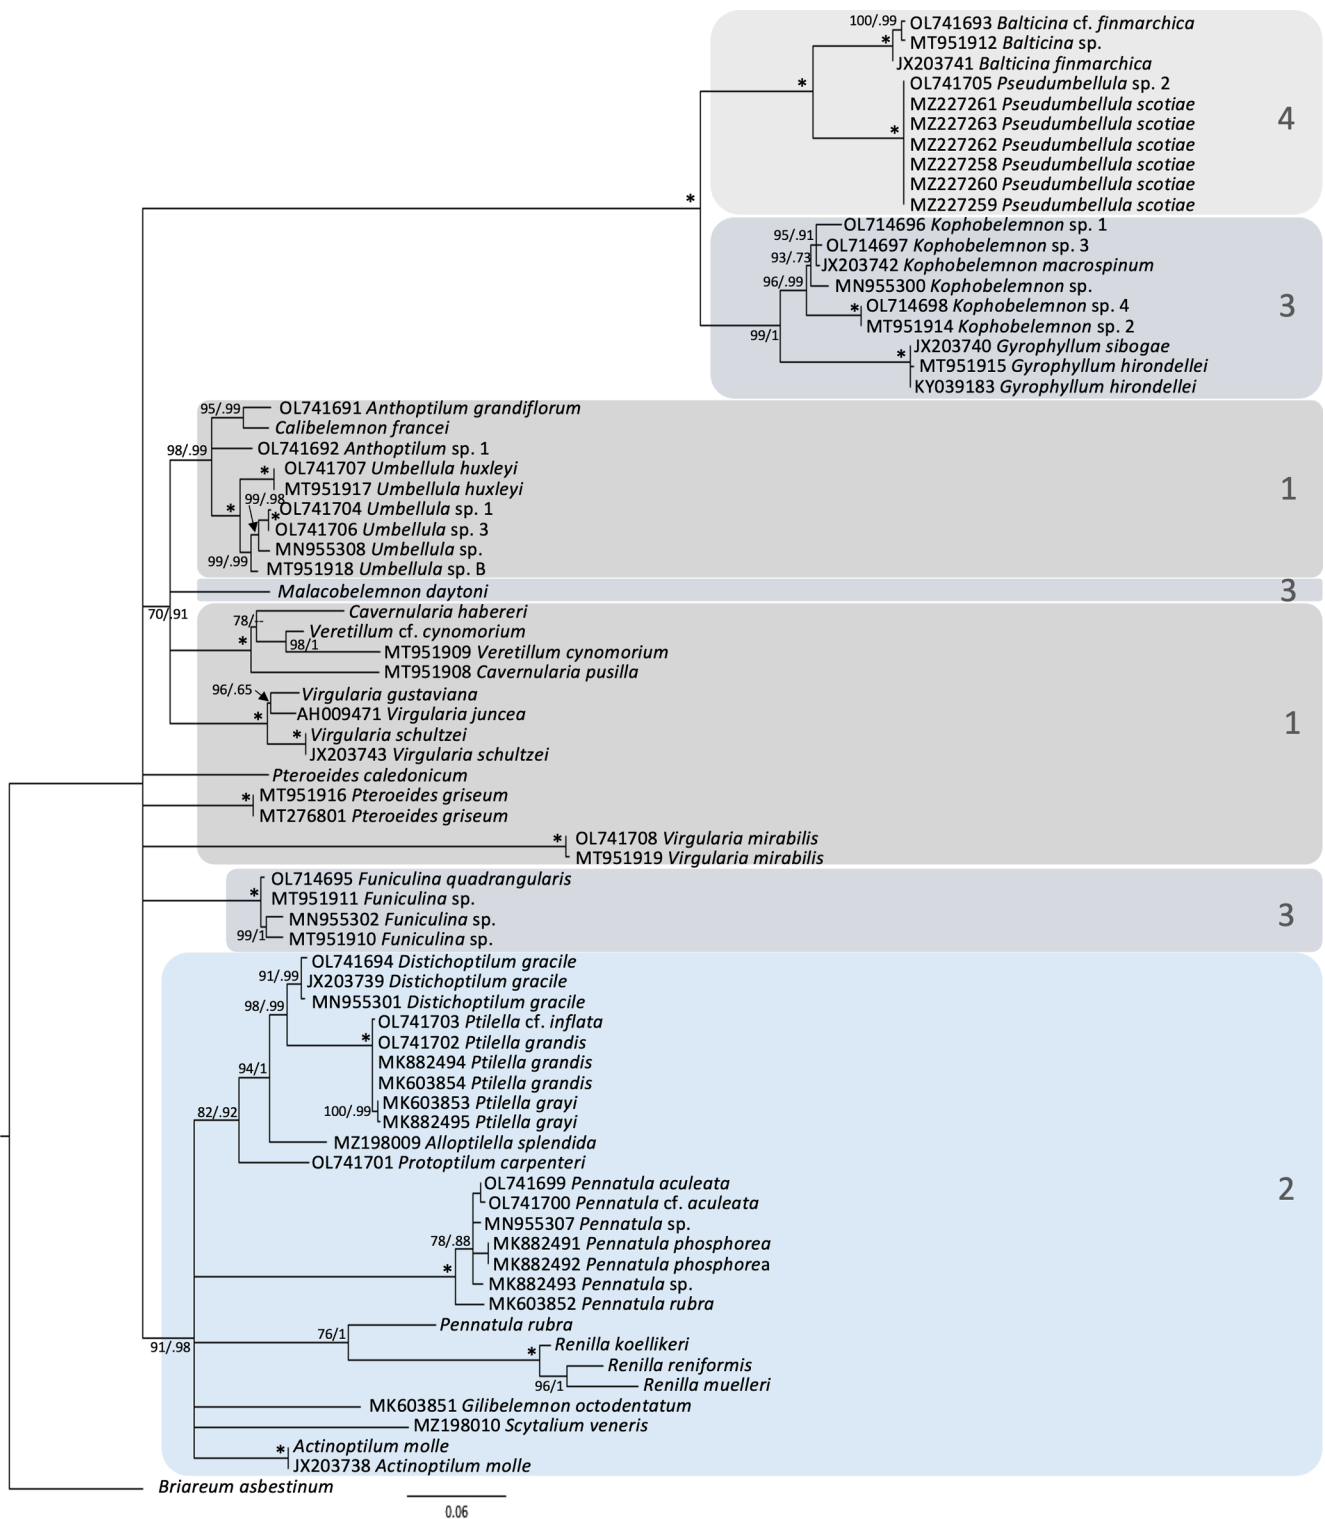 100/.99 OL741693 Balticina cf. finmarchica
* MT951912 Balticina sp.
JX203741 Balticina finmarchica
* OL741705 Pseudumbellula sp. 2
MZ227261 Pseudumbellula scotiae
4
* MZ227263 Pseudumbellula scotiae
MZ227262 Pseudumbellula scotiae
MZ227258 Pseudumbellula scotiae
MZ227260 Pseudumbellula scotiae
* MZ227259 Pseudumbellula scotiae
OL714696 Kophobelemnon sp. 1
95/.91 OL714697 Kophobelemnon sp. 3
93/.73 JX203742 Kophobelemnon macrospinum
96/.99 MN955300 Kophobelemnon sp.
* OL714698 Kophobelemnon sp. 4
3
MT951914 Kophobelemnon sp. 2
99/1
JX203740 Gyrophyllum sibogae
* MT951915 Gyrophyllum hirondellei
KY039183 Gyrophyllum hirondellei
95/.99 OL741691 Anthoptilum grandiflorum
Calibelemnon francei
98/.99 OL741692 Anthoptilum sp. 1
* OL741707 Umbellula huxleyi
MT951917 Umbellula huxleyi
1
99/.98
* * OL741704 Umbellula sp. 1
OL741706 Umbellula sp. 3
MN955308 Umbellula sp.
99/.99 MT951918 Umbellula sp. B
Malacobelemnon daytoni
3
70/.91
Cavernularia habereri
78/--
Veretillum cf. cynomorium
* 98/1
MT951909 Veretillum cynomorium
MT951908 Cavernularia pusilla
96/.65 Virgularia gustaviana
* AH009471 Virgularia juncea
1
* Virgularia schultzei
JX203743 Virgularia schultzei
Pteroeides caledonicum
* MT951916 Pteroeides griseum
MT276801 Pteroeides griseum
* OL741708 Virgularia mirabilis
MT951919 Virgularia mirabilis
OL714695 Funiculina quadrangularis
* MT951911 Funiculina sp.
3
MN955302 Funiculina sp.
99/1 MT951910 Funiculina sp.
OL741694 Distichoptilum gracile
91/.99 JX203739 Distichoptilum gracile
98/.99 MN955301 Distichoptilum gracile
OL741703 Ptilella cf. inflata
* OL741702 Ptilella grandis
94/1 MK882494 Ptilella grandis
MK603854 Ptilella grandis
82/.92 100/.99 MK603853 Ptilella grayi
MK882495 Ptilella grayi
MZ198009 Alloptilella splendida
OL741701 Protoptilum carpenteri
OL741699 Pennatula aculeata
2
OL741700 Pennatula cf. aculeata
MN955307 Pennatula sp.
78/.88 MK882491 Pennatula phosphorea
* MK882492 Pennatula phosphorea
MK882493 Pennatula sp.
MK603852 Pennatula rubra
Pennatula rubra
76/1
91/.98 * Renilla koellikeri
Renilla reniformis
96/1 Renilla muelleri
MK603851 Gilibelemnon octodentatum
MZ198010 Scytalium veneris
* Actinoptilum molle
JX203738 Actinoptilum molle
Briareum asbestinum
0.06